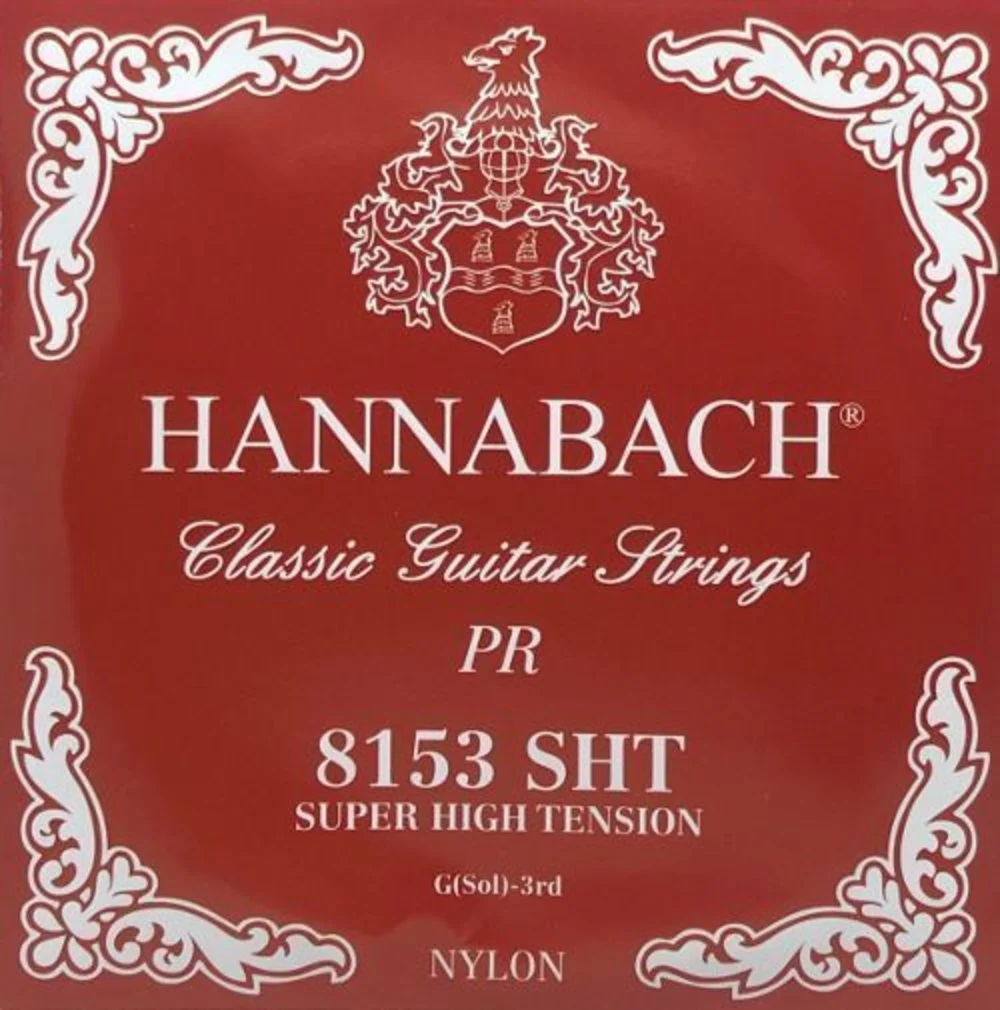 HANNABACH®
Classic Guitar Strings
PR
8153 SHT
SUPER HIGH TENSION
G(Sol)-3rd
NYLON